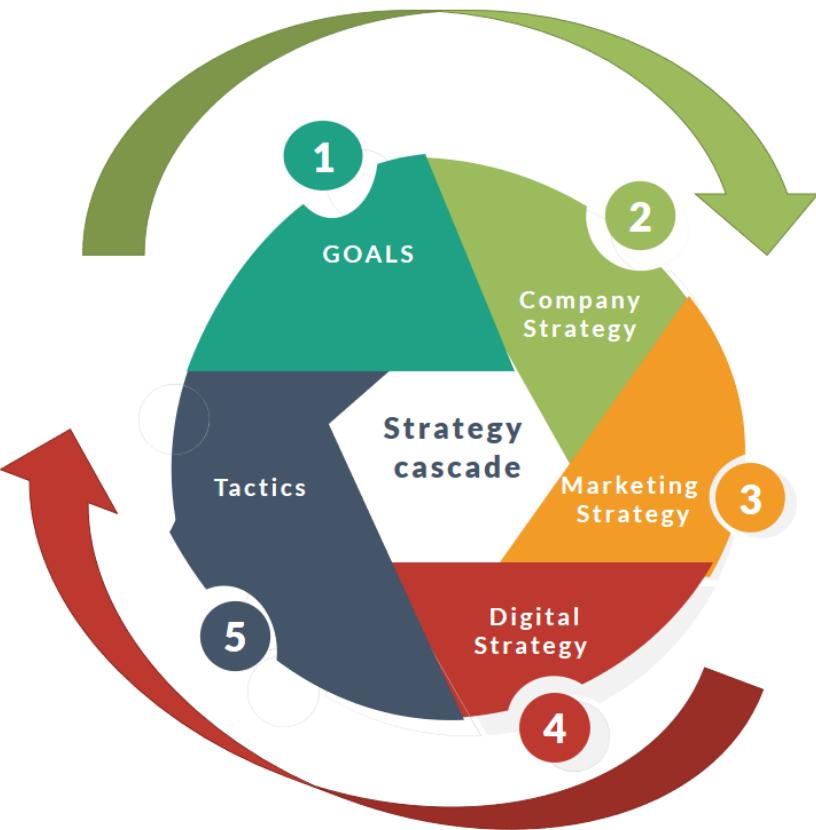 1
GOALS
2
Company
Strategy
3
Marketing
Strategy
4
Digital
Strategy
5
Tactics
Strategy
cascade